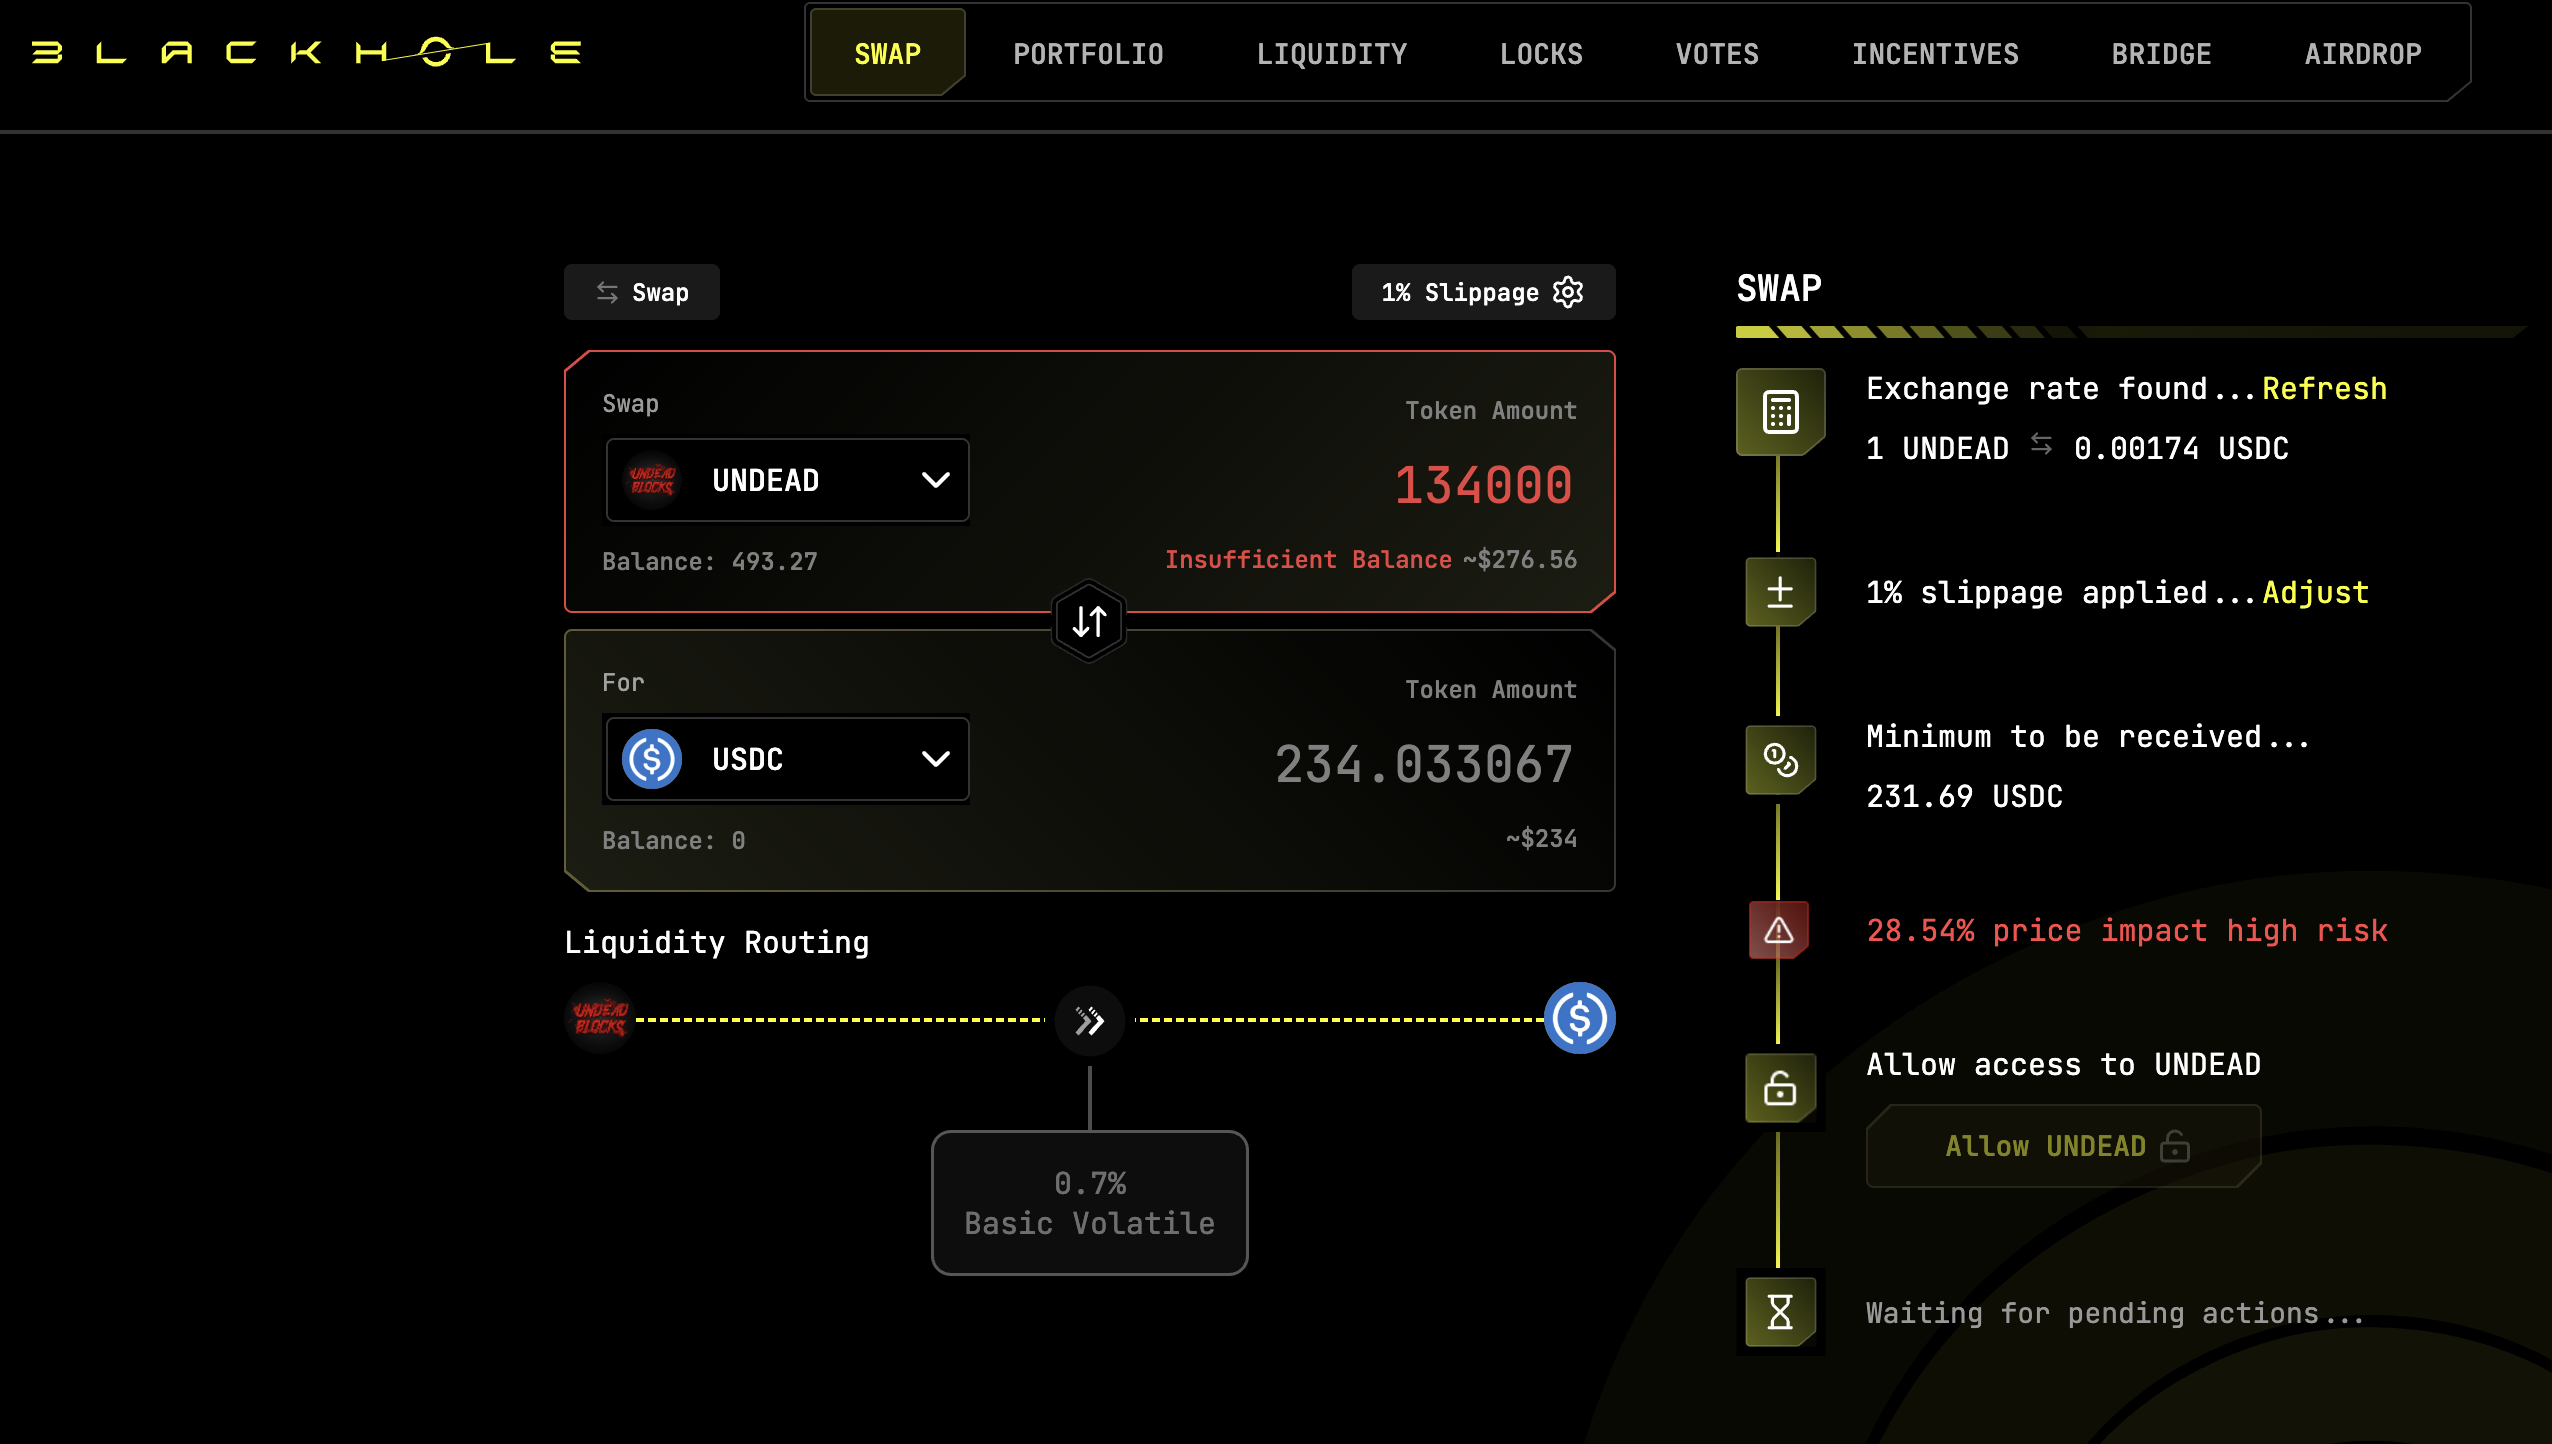 BLACKHOLE
SWAP PORTFOLIO LIQUIDITY LOCKS VOTES INCENTIVES BRIDGE AIRDROP
Swap
1% Slippage
Swap
Token Amount
UNDEAD BLOCKS
UNDEAD
134000
Balance: 493.27
Insufficient Balance ~$276.56
For
Token Amount
USDC
234.033067
Balance: 0
~$234
Liquidity Routing
UNDEAD BLOCKS
0.7%
Basic Volatile
SWAP
Exchange rate found...Refresh
1 UNDEAD ⇆ 0.00174 USDC
1% slippage applied...Adjust
Minimum to be received...
231.69 USDC
28.54% price impact high risk
Allow access to UNDEAD
Allow UNDEAD
Waiting for pending actions...